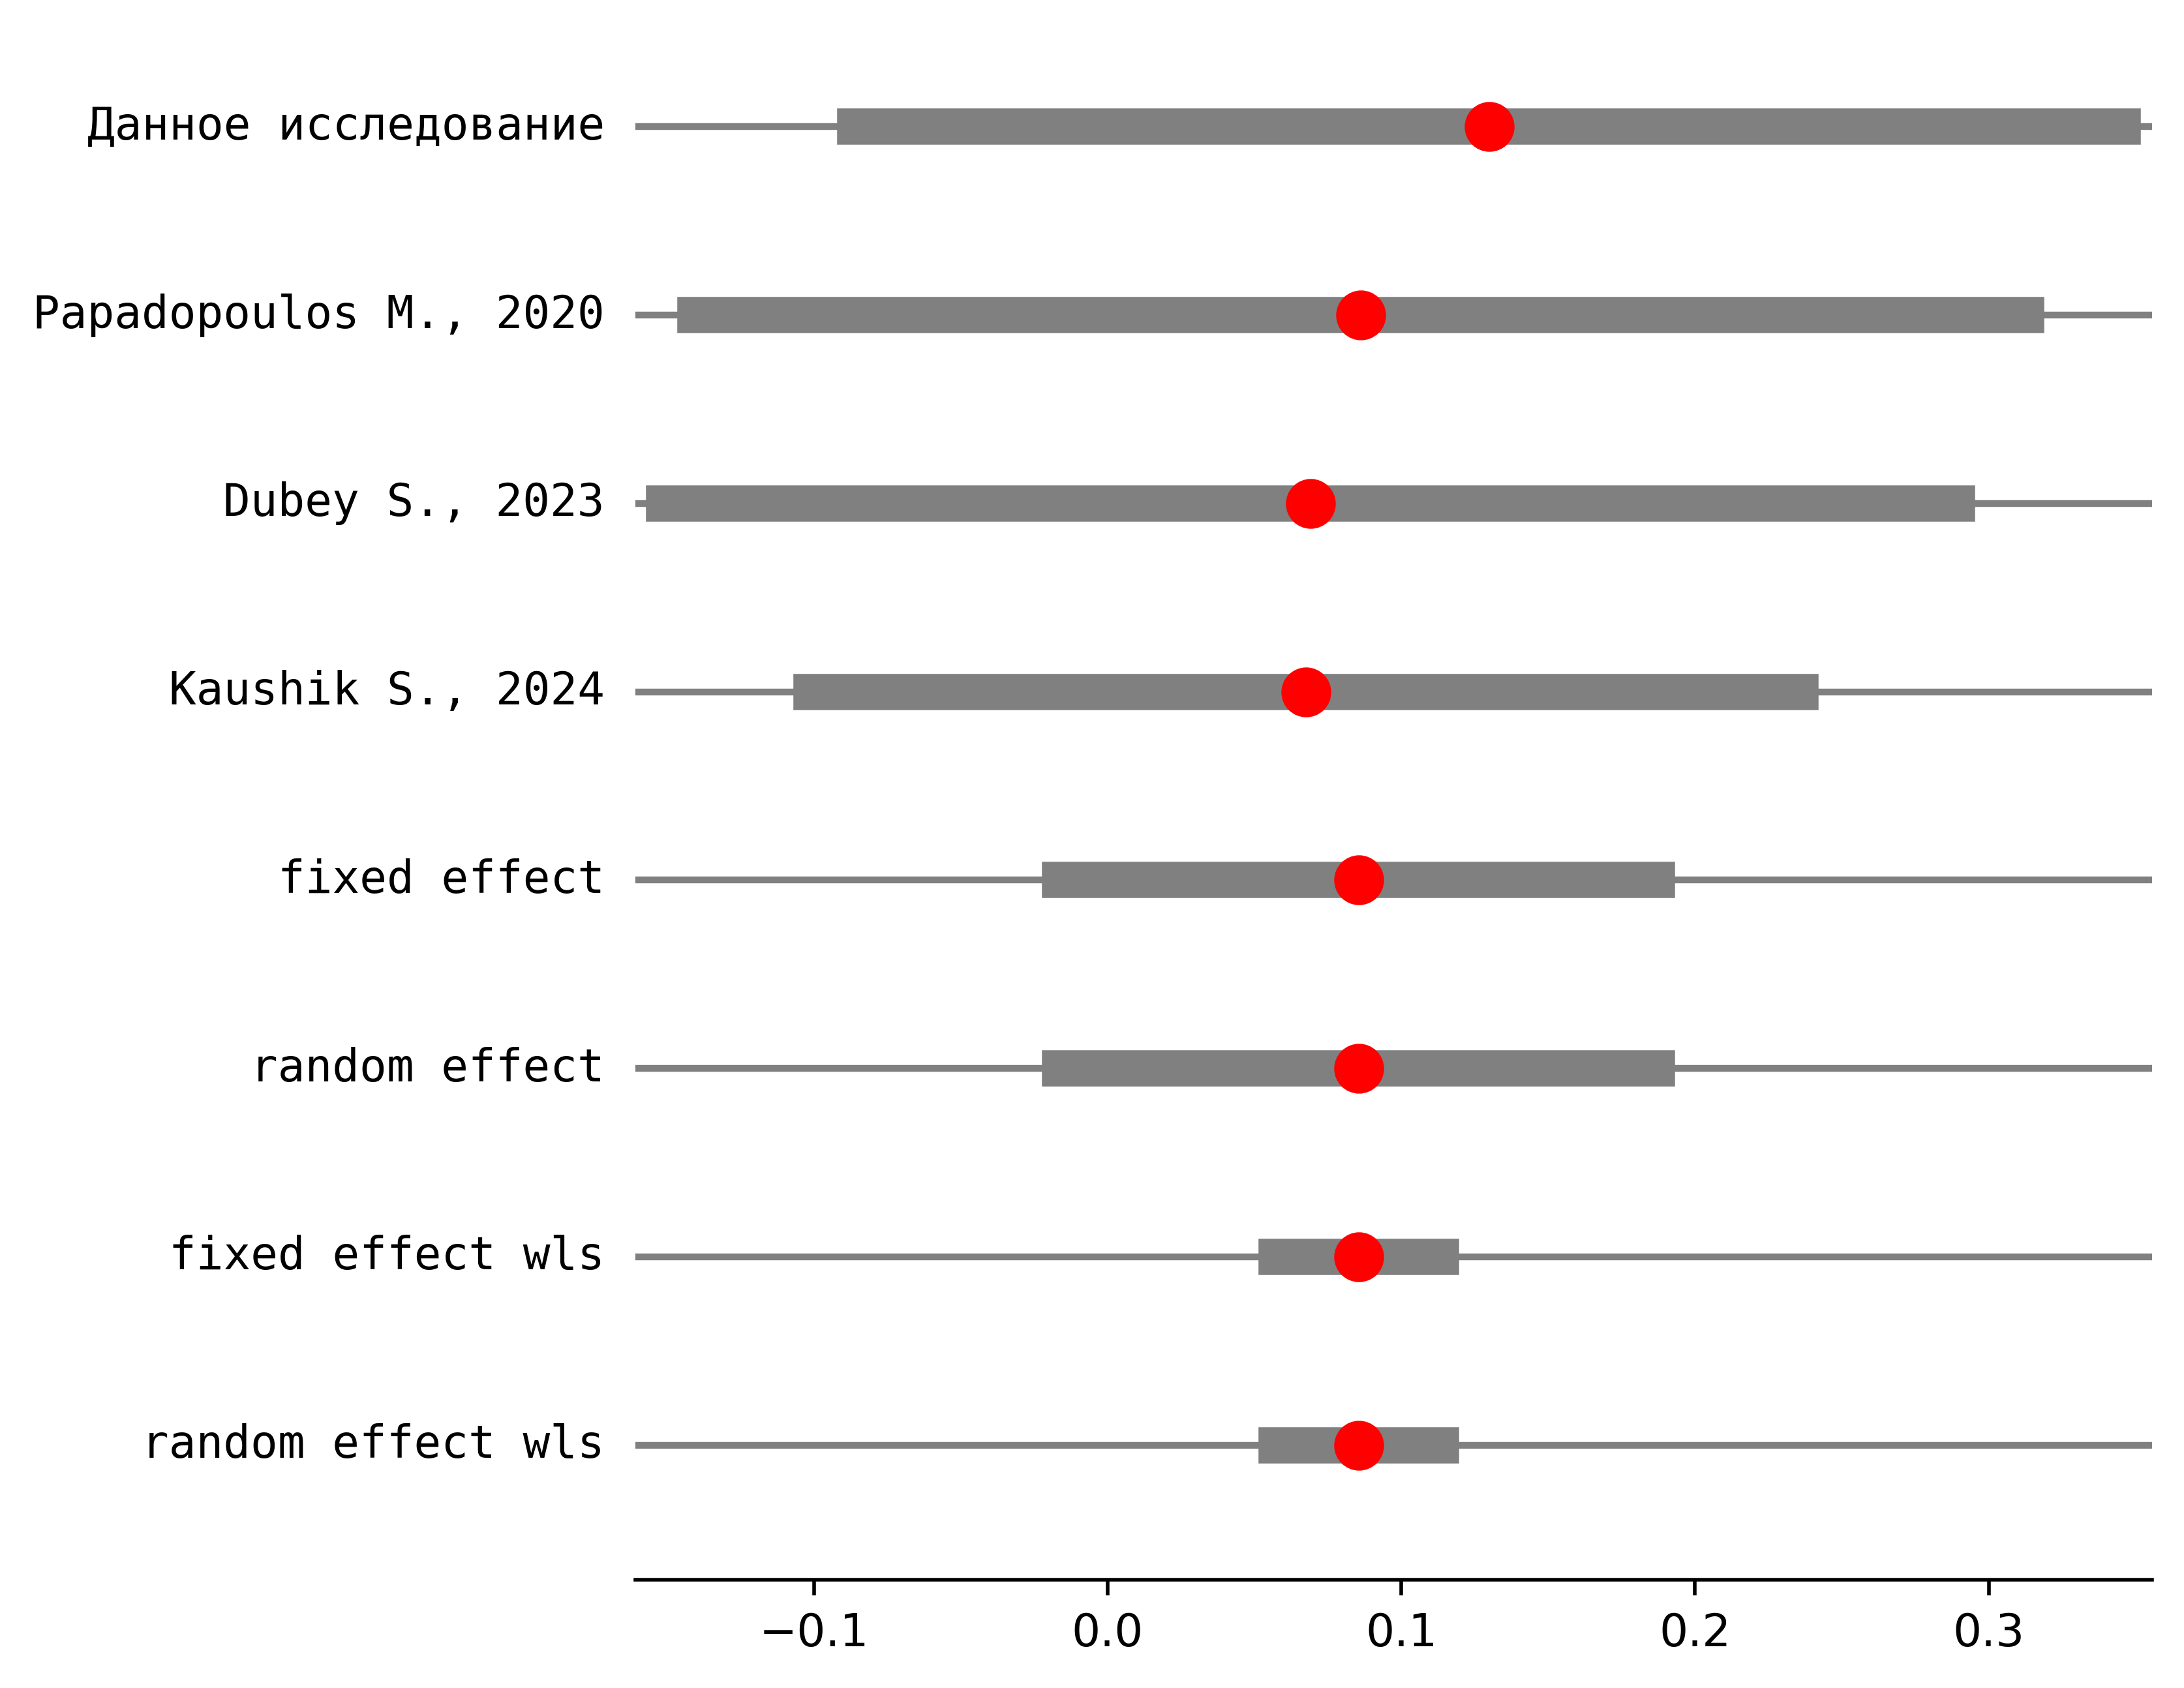 Данное исследование
Papadopoulos M., 2020
Dubey S., 2023
Kaushik S., 2024
fixed effect
random effect
fixed effect wls
random effect wls
−0.1 0.0 0.1 0.2 0.3